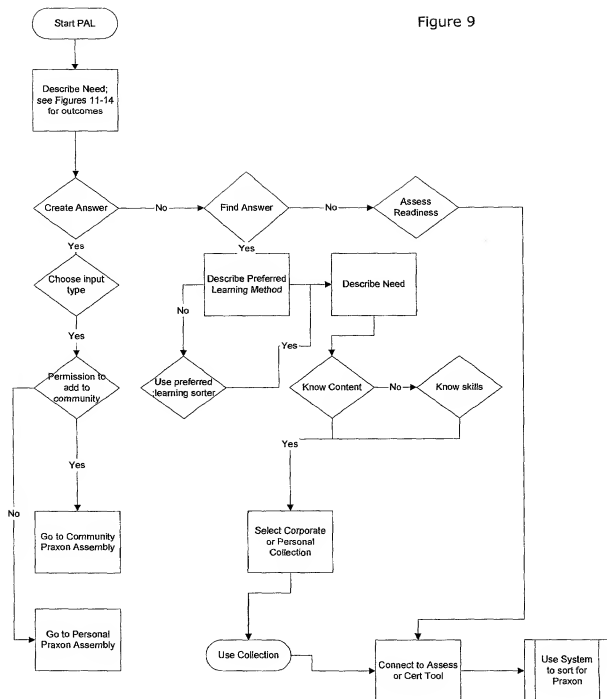 Figure 9
Start PAL
Describe Need;
see Figures 11-14
for outcomes
Create Answer
No
Find Answer
No
Assess
Readiness
Yes
Yes
Choose input
type
Describe Preferred
Learning Method
Describe Need
No
Yes
Yes
Permission to
add to
community
Use preferred
learning sorter
Know Content
No
Know skills
Yes
Yes
No
Select Corporate
or Personal
Collection
Go to Community
Praxon Assembly
Go to Personal
Praxon Assembly
Use Collection
Connect to Assess
or Cert Tool
Use System
to sort for
Praxon